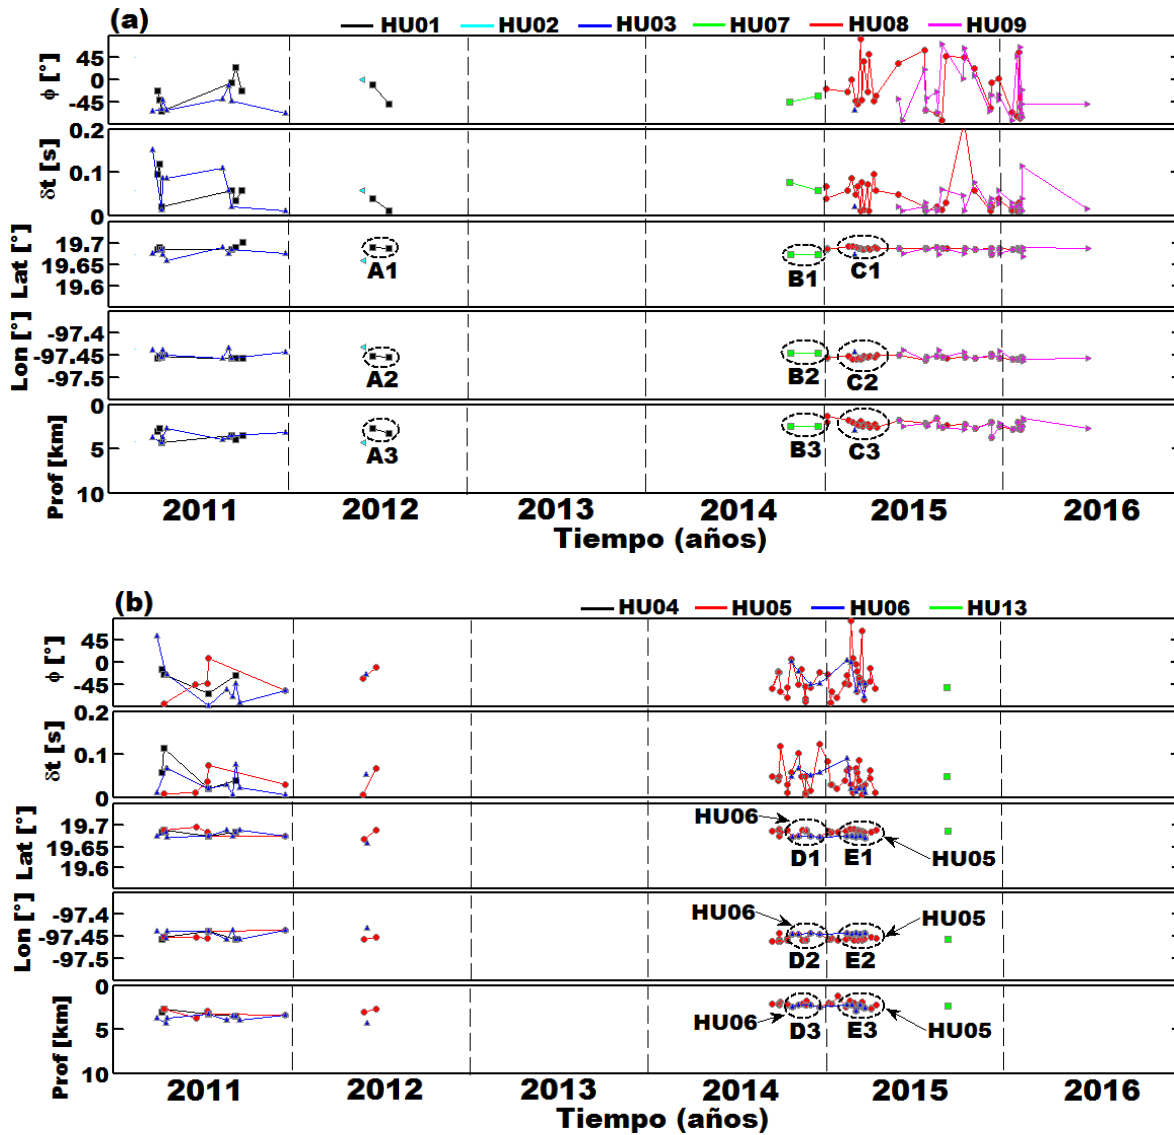 (a)
HU01 HU02 HU03 HU07 HU08 HU09
ϕ [°]
45
0
-45
δt [s]
0.2
0.1
0
Lat [°]
19.7
19.65
19.6
A1
B1
C1
Lon [°]
-97.4
-97.45
-97.5
A2
B2
C2
Prof [km]
0
5
10
A3
B3
C3
2011 2012 2013 2014 2015 2016
Tiempo (años)
(b)
HU04 HU05 HU06 HU13
ϕ [°]
45
0
-45
δt [s]
0.2
0.1
0
Lat [°]
19.7
19.65
19.6
HU06
D1
E1
HU05
0
Lon [°]
-97.4
-97.45
-97.5
HU06
HU05
D2
E2
Prof [km]
0
5
10
HU06
D3
E3
HU05
2011 2012 2013 2014 2015 2016
Tiempo (años)